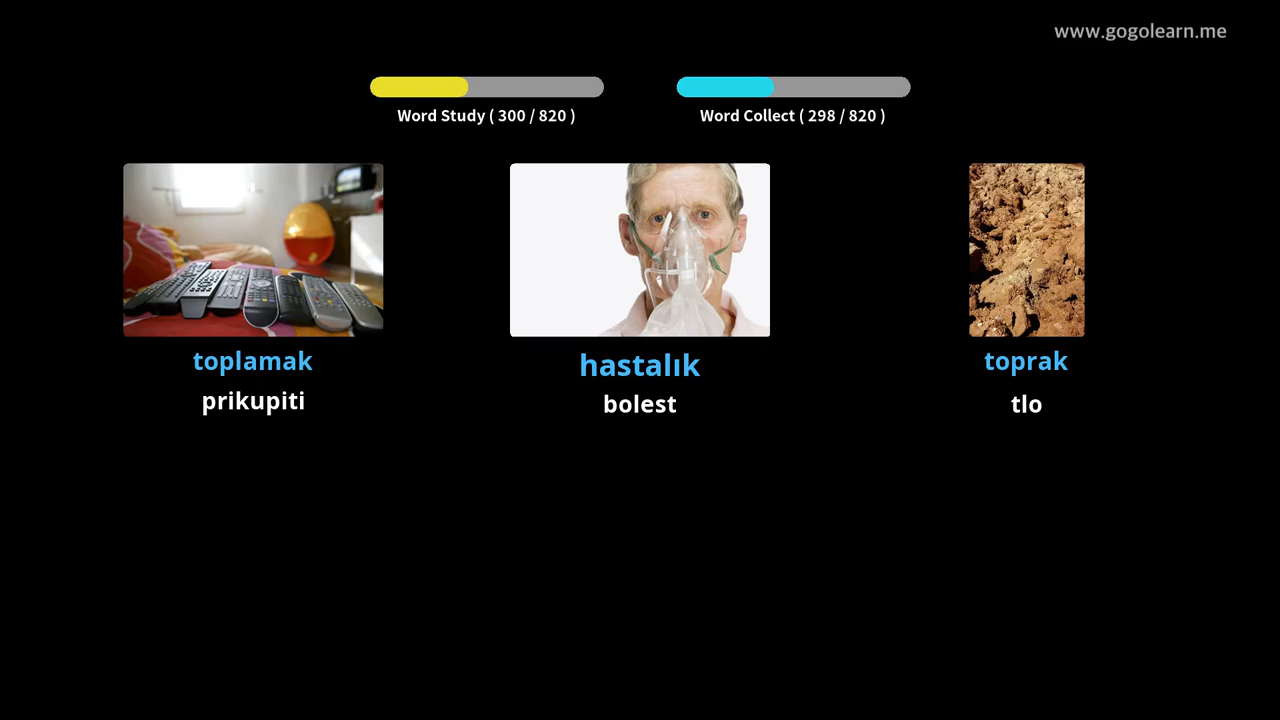 www.gogolearn.me
Word Study ( 300 / 820 )
Word Collect ( 298 / 820 )
toplamak
prikupiti
hastalık
bolest
toprak
tlo